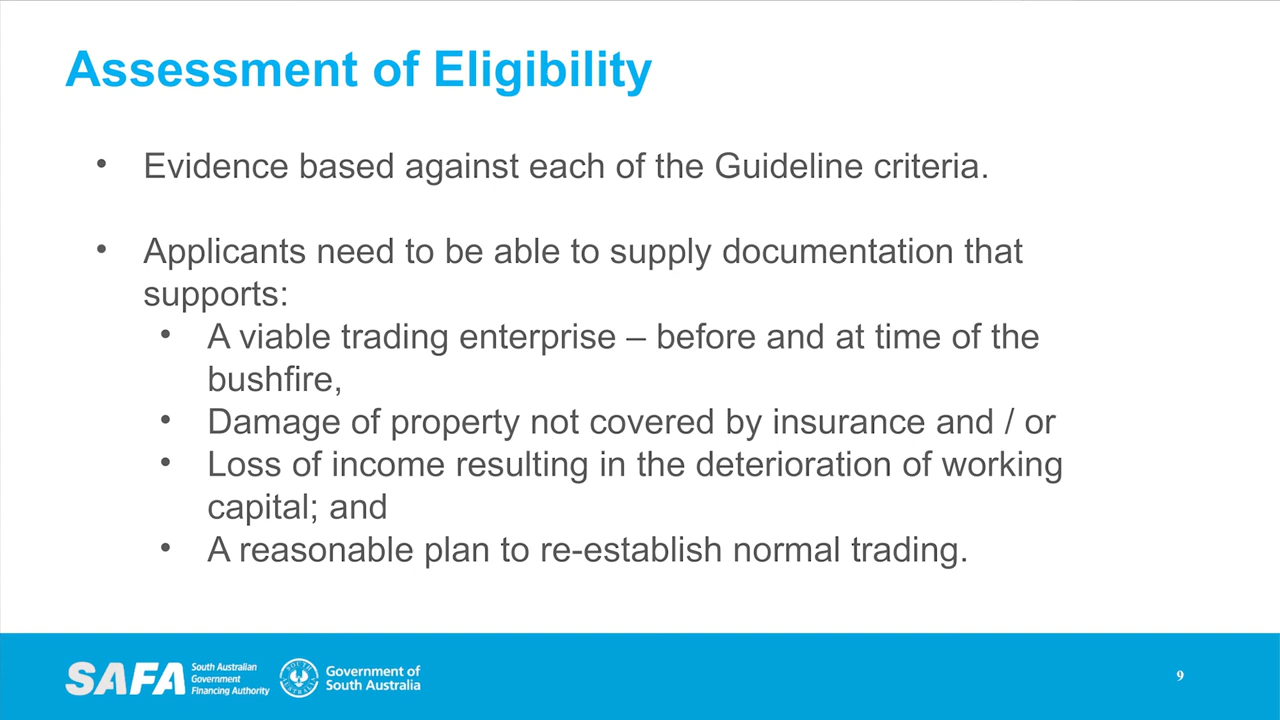 Assessment of Eligibility
• Evidence based against each of the Guideline criteria.
• Applicants need to be able to supply documentation that
supports:
• A viable trading enterprise – before and at time of the
bushfire,
• Damage of property not covered by insurance and / or
• Loss of income resulting in the deterioration of working
capital; and
• A reasonable plan to re-establish normal trading.
SAFA
South Australian
Government
Financing Authority
SOUTH
AUSTRALIA
Government of
South Australia
9